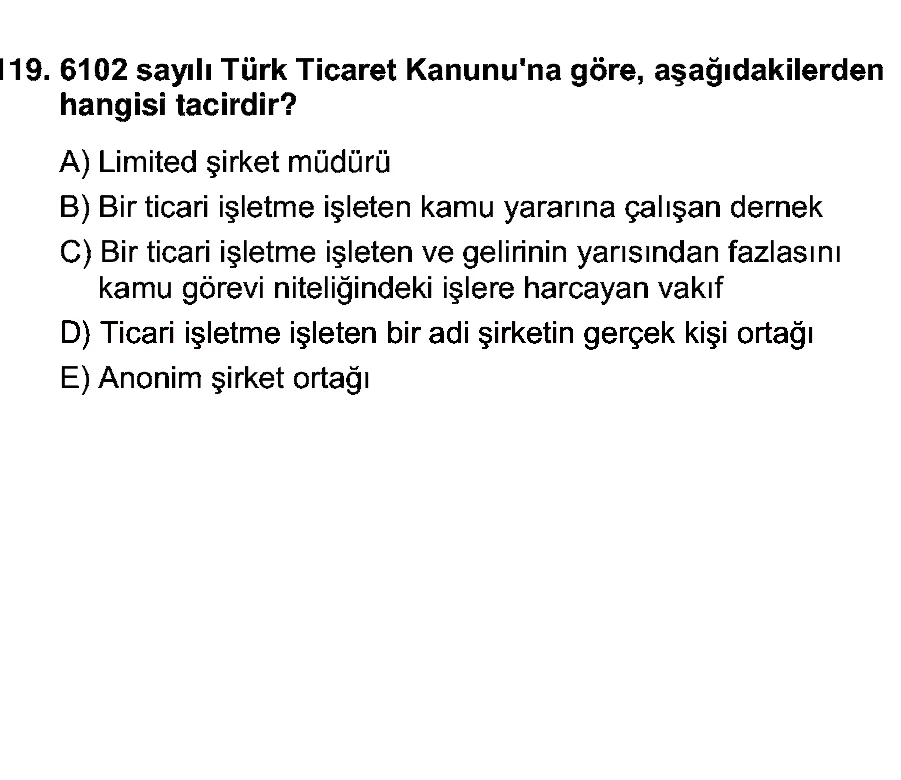 119. 6102 sayılı Türk Ticaret Kanunu'na göre, aşağıdakilerden
hangisi tacirdir?
A) Limited şirket müdürü
B) Bir ticari işletme işleten kamu yararına çalışan dernek
C) Bir ticari işletme işleten ve gelirinin yarısından fazlasını
kamu görevi niteliğindeki işlere harcayan vakıf
D) Ticari işletme işleten bir adi şirketin gerçek kişi ortağı
E) Anonim şirket ortağı